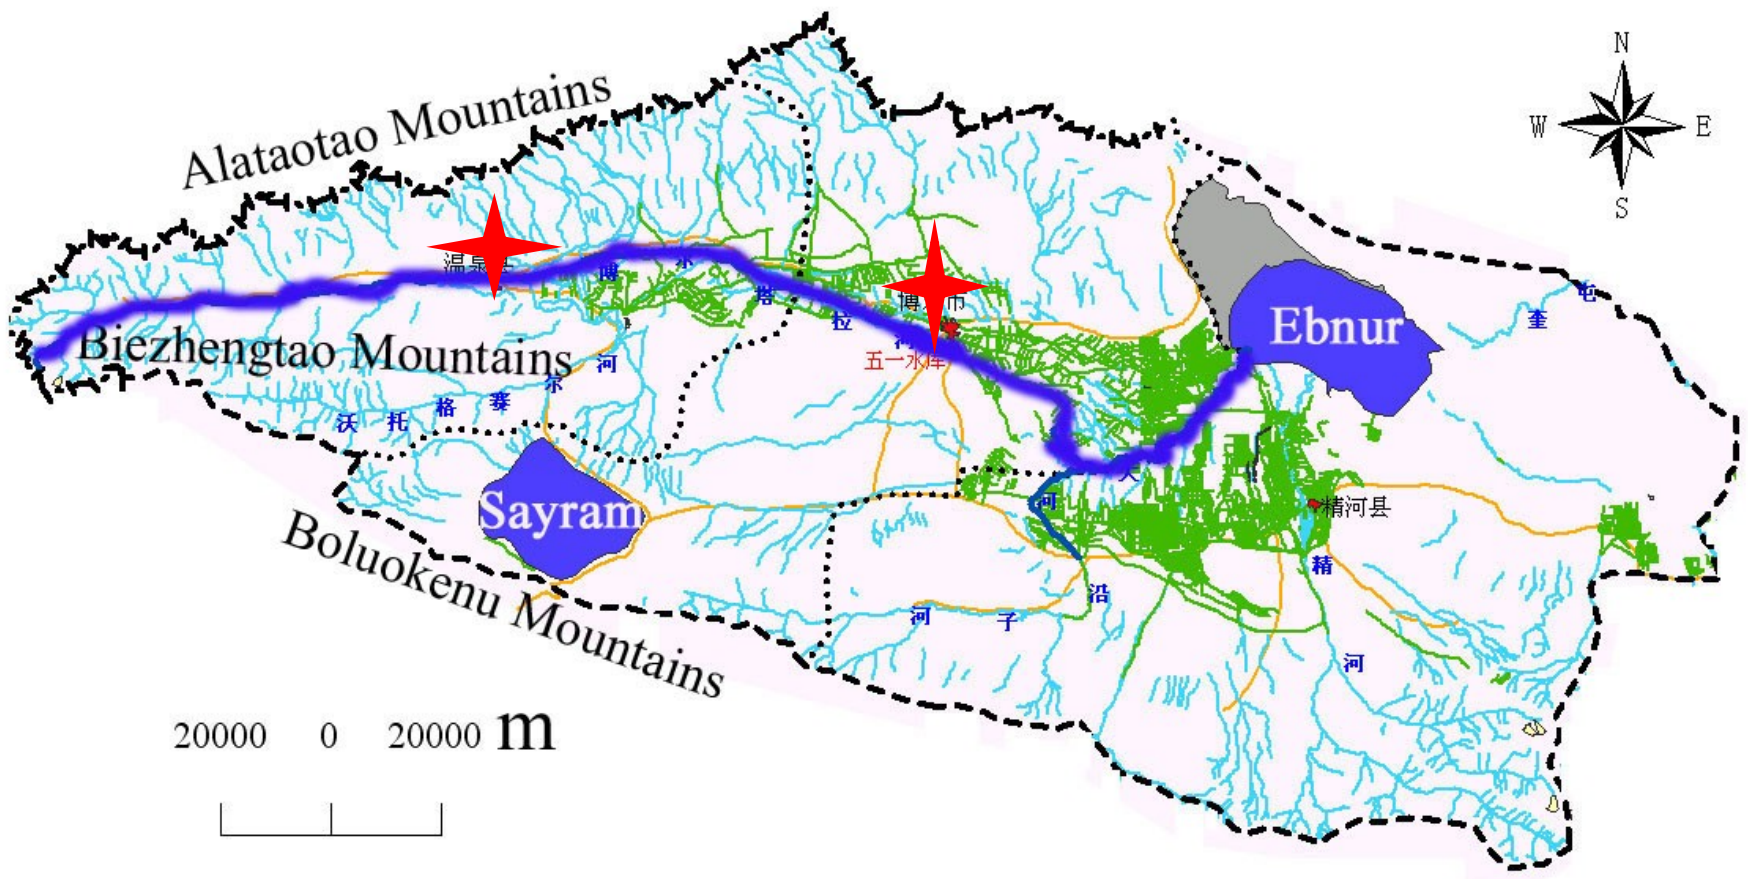 N
W
E
S
Alataotao Mountains
温泉县
博
尔
塔
拉
河
博
市
五一水库
Biezhengtao Mountains
沃托格赛尔河
Ebnur
奎屯
Sayram
Boluokenu Mountains
大
河
沿
子
河
精河县
精
河
20000 0 20000 m